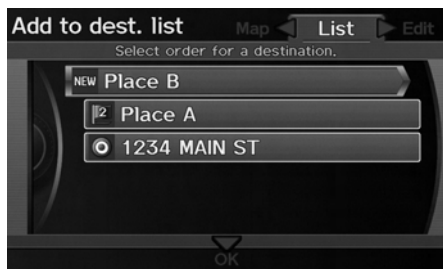 Add to dest. list Map List Edit
Select order for a destination.
NEW Place B
2 Place A
1234 MAIN ST
OK